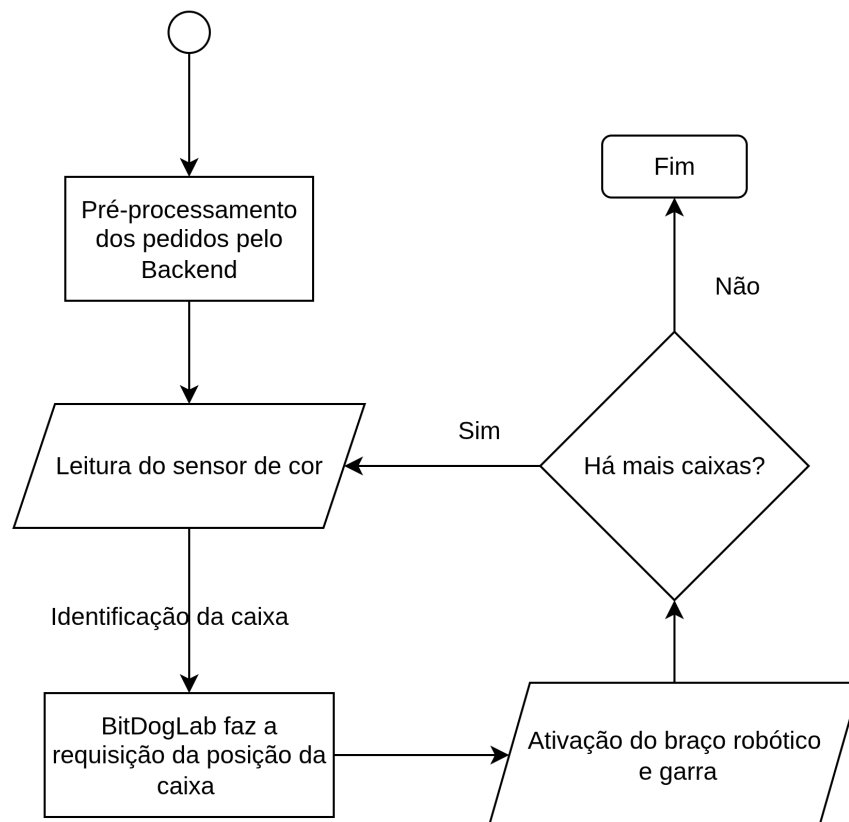 Pré-processamento
dos pedidos pelo
Backend
Leitura do sensor de cor
Identificação da caixa
BitDogLab faz a
requisição da posição da
caixa
Ativação do braço robótico
e garra
Há mais caixas?
Sim
Não
Fim